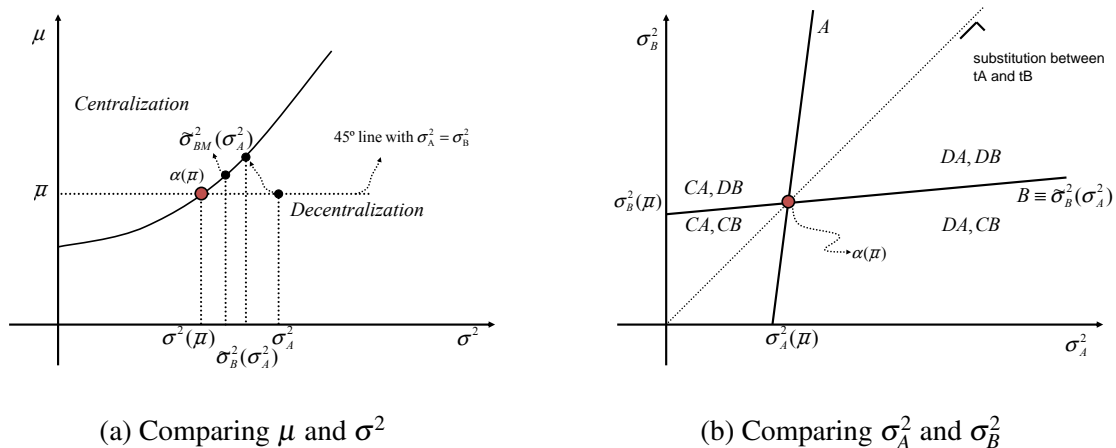 μ
Centralization
σ̃²_BM(σ²_A)
45º line with σ²_A = σ²_B
α(π̄)
π̄
Decentralization
σ²(π̄)
σ²_A
σ²
σ̃²_B(σ²_A)
(a) Comparing μ and σ²
σ²_B
A
substitution between
tA and tB
DA, DB
CA, DB
σ²_B(π̄)
B ≡ σ̃²_B(σ²_A)
CA, CB
DA, CB
α(π̄)
σ²_A(π̄)
σ²_A
(b) Comparing σ²_A and σ²_B